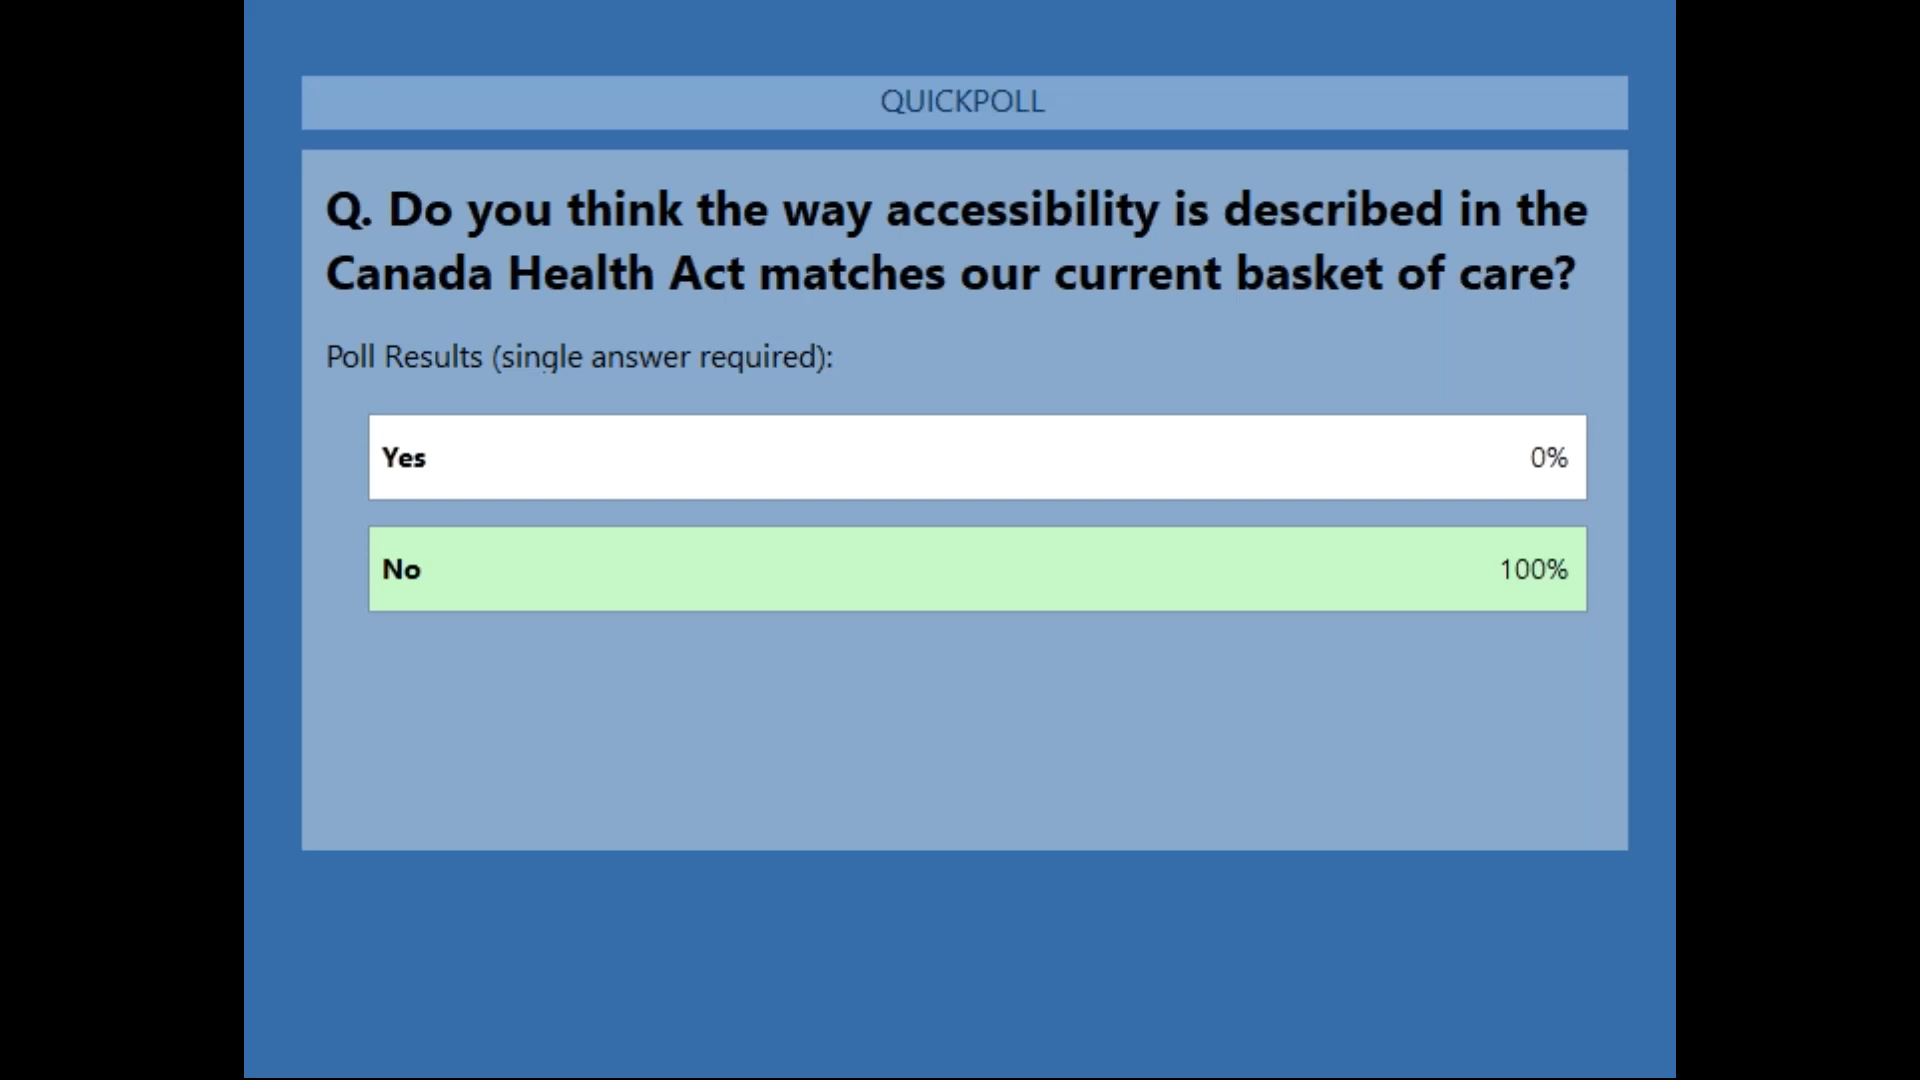 QUICKPOLL
Q. Do you think the way accessibility is described in the
Canada Health Act matches our current basket of care?
Poll Results (single answer required):
Yes 0%
No 100%